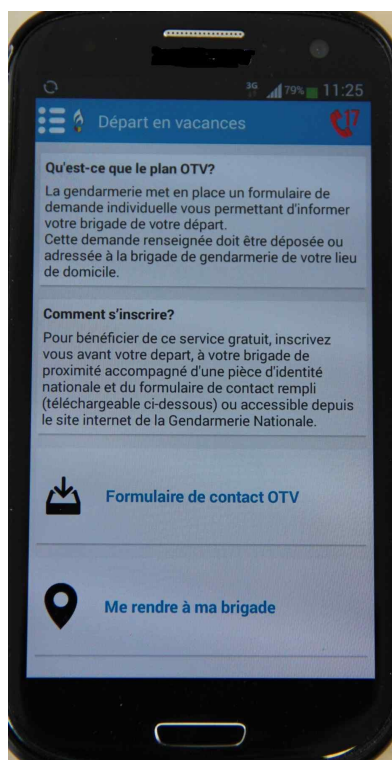 3G 79% 11:25
Départ en vacances 17
Qu'est-ce que le plan OTV?
La gendarmerie met en place un formulaire de
demande individuelle vous permettant d'informer
votre brigade de votre départ.
Cette demande renseignée doit être déposée ou
adressée à la brigade de gendarmerie de votre lieu
de domicile.
Comment s'inscrire?
Pour bénéficier de ce service gratuit, inscrivez
vous avant votre depart, à votre brigade de
proximité accompagné d'une pièce d'identité
nationale et du formulaire de contact rempli
(téléchargeable ci-dessous) ou accessible depuis
le site internet de la Gendarmerie Nationale.
Formulaire de contact OTV
Me rendre à ma brigade